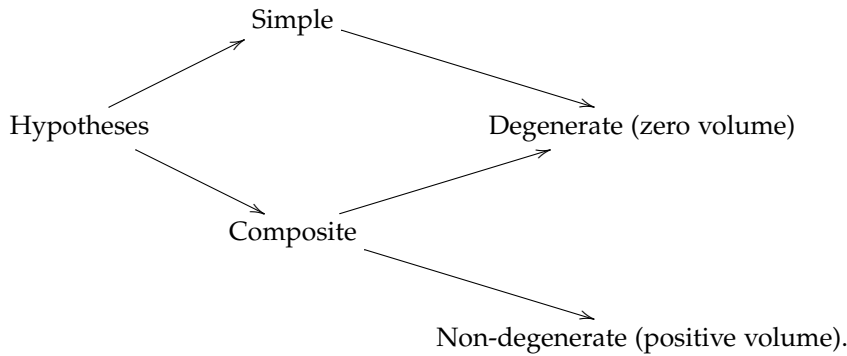 Simple
Hypotheses
Degenerate (zero volume)
Composite
Non-degenerate (positive volume).